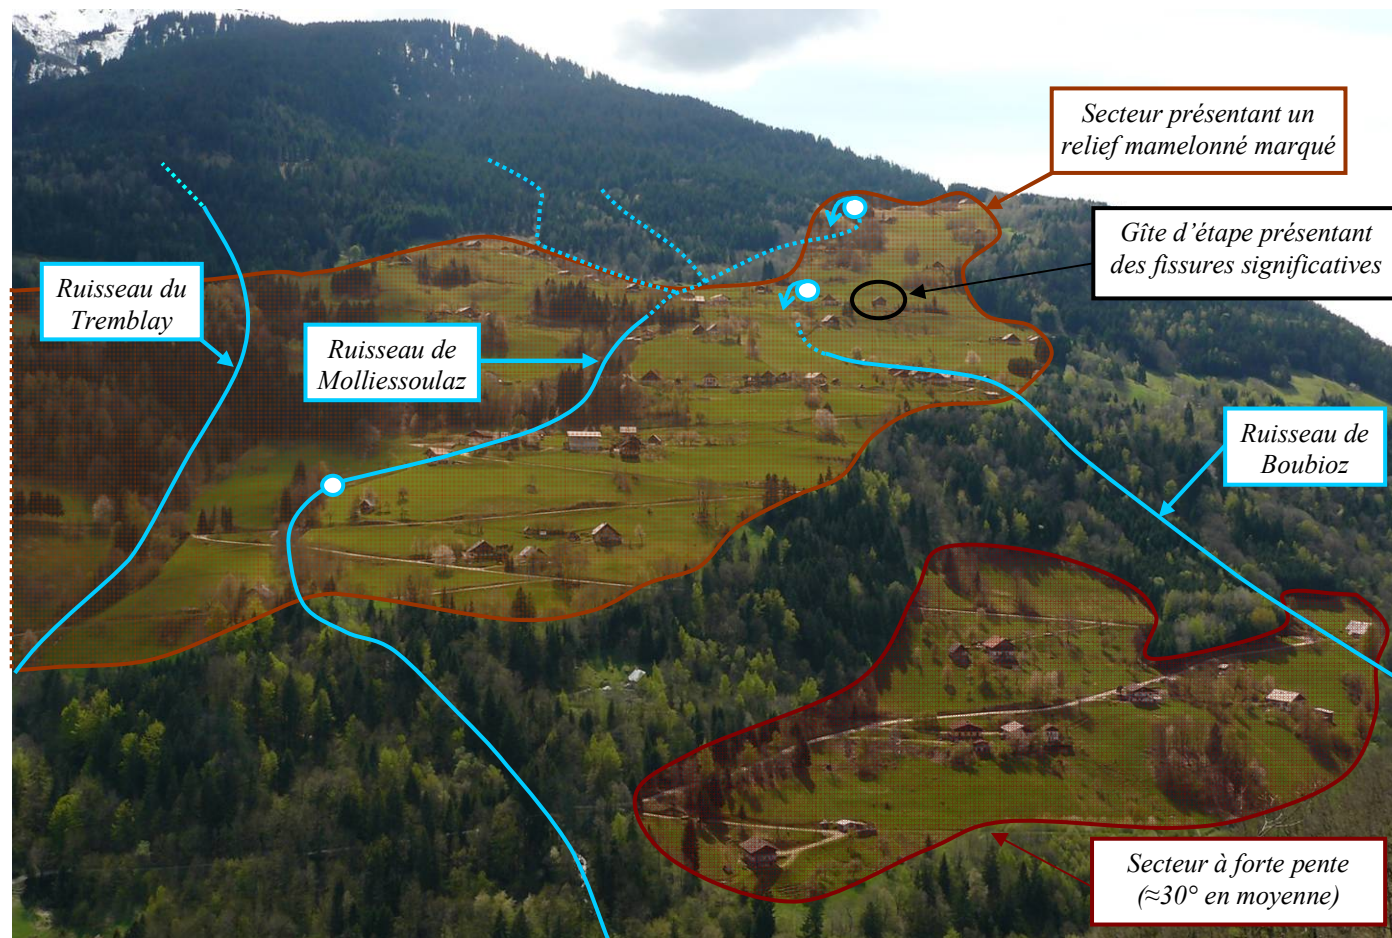 Secteur présentant un
relief mamelonné marqué
Gîte d'étape présentant
des fissures significatives
Ruisseau du
Tremblay
Ruisseau de
Molliessoulaz
Ruisseau de
Boubioz
Secteur à forte pente
(≈30° en moyenne)